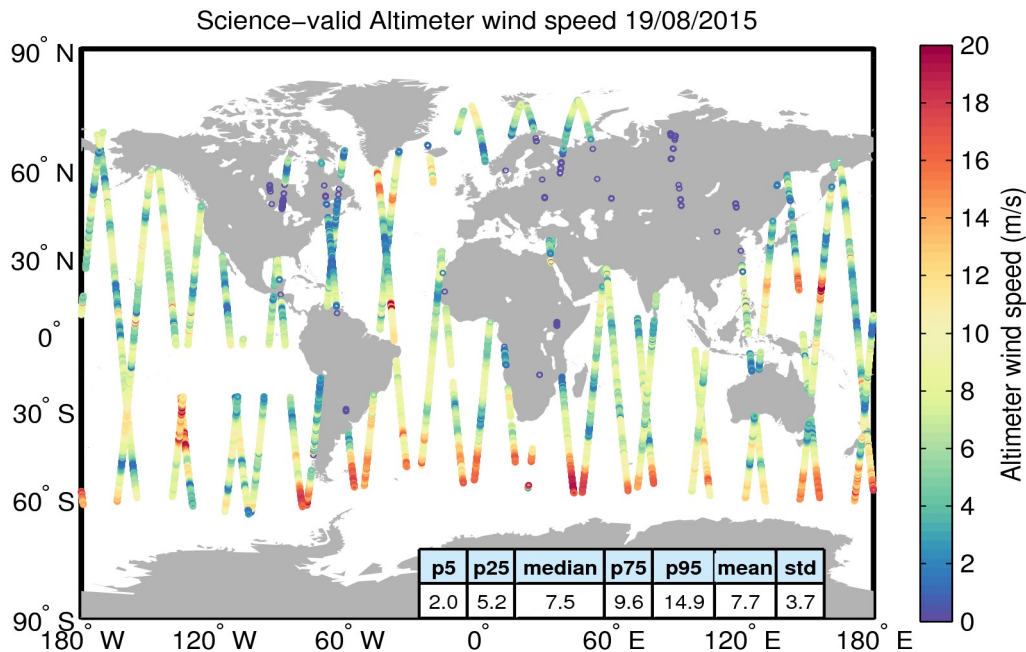 Science−valid Altimeter wind speed 19/08/2015
90° N
60° N
30° N
0°
30° S
60° S
90° S
180° W
120° W
60° W
0°
60° E
120° E
180° E
p5 p25 median p75 p95 mean std
2.0 5.2 7.5 9.6 14.9 7.7 3.7
20
18
16
14
12
10
8
6
4
2
0
Altimeter wind speed (m/s)